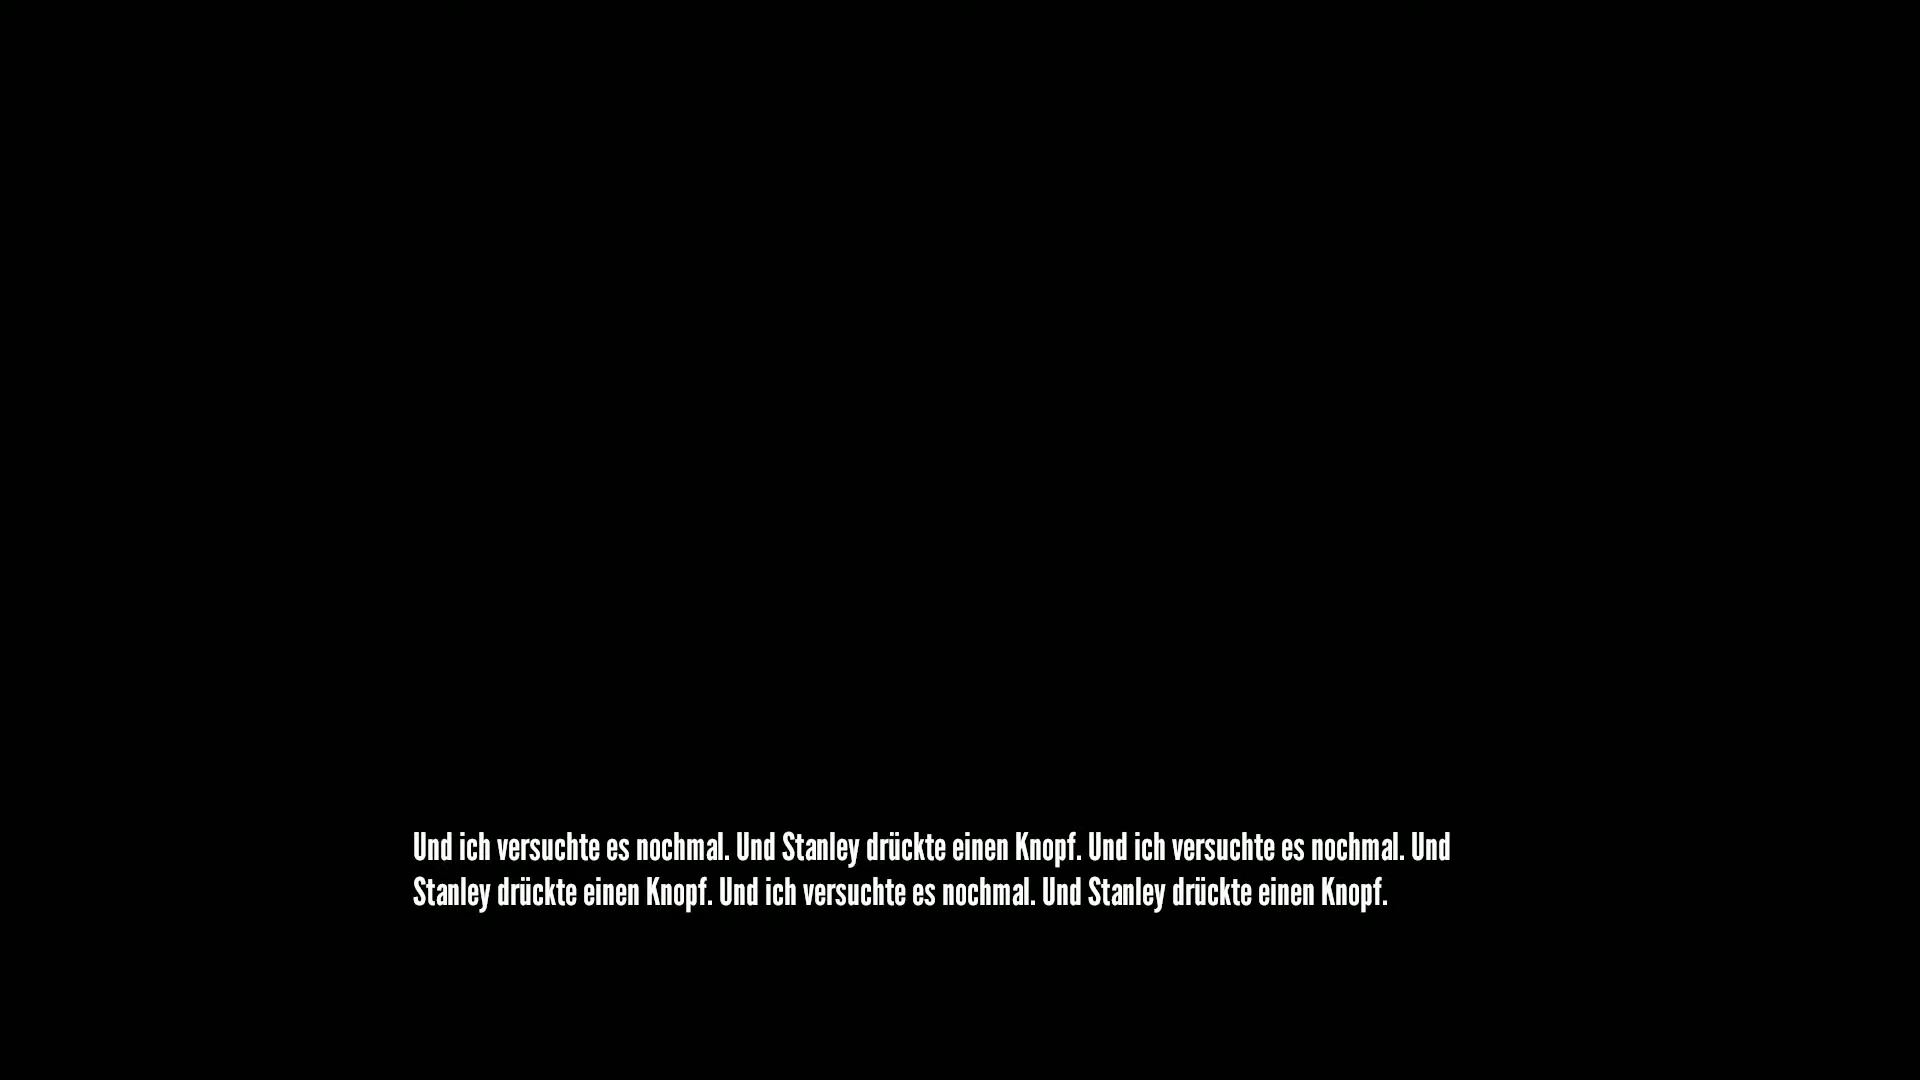 Und ich versuchte es nochmal. Und Stanley drückte einen Knopf. Und ich versuchte es nochmal. Und
Stanley drückte einen Knopf. Und ich versuchte es nochmal. Und Stanley drückte einen Knopf.